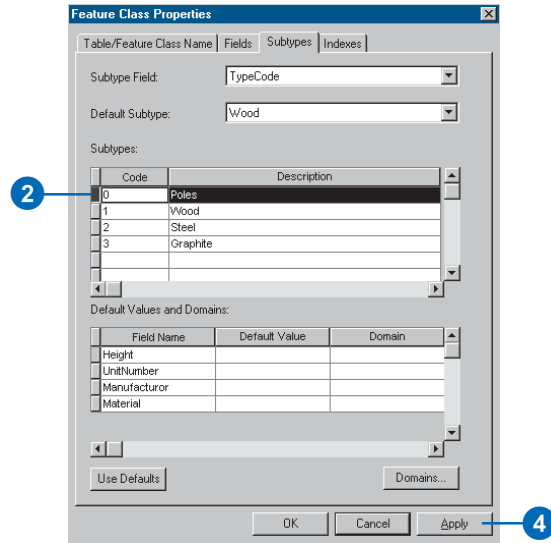 Feature Class Properties
Table/Feature Class Name Fields Subtypes Indexes
Subtype Field: TypeCode
Default Subtype: Wood
Subtypes:
Code Description
2 0 Poles
1 Wood
2 Steel
3 Graphite
Default Values and Domains:
Field Name Default Value Domain
Height
UnitNumber
Manufacturor
Material
Use Defaults Domains...
OK Cancel Apply 4